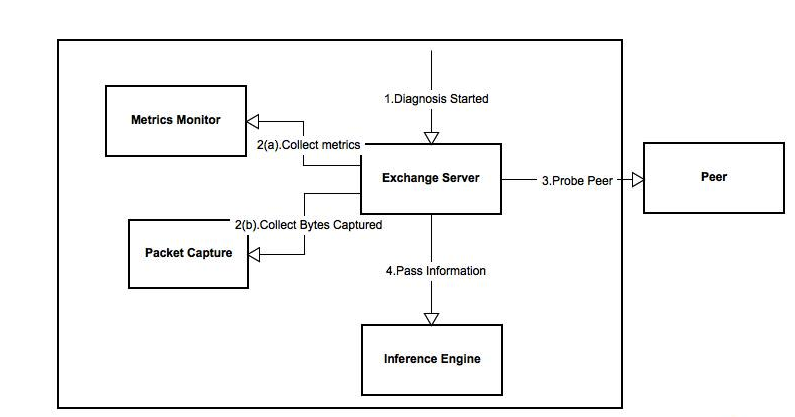 1.Diagnosis Started
Metrics Monitor
2(a).Collect metrics
Exchange Server
3.Probe Peer
Peer
2(b).Collect Bytes Captured
Packet Capture
4.Pass Information
Inference Engine